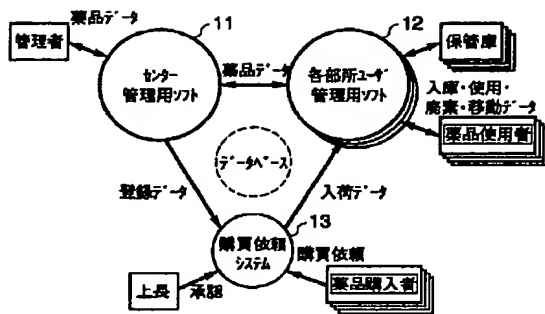 11
12
薬品データ
管理者
センター
管理用ソフト
薬品データ
各部所ユーザ
管理用ソフト
保管庫
入庫・使用・
廃棄・移動データ
薬品使用者
データベース
登録データ
入荷データ
13
購買依頼
システム
購買依頼
上長
承認
薬品購入者